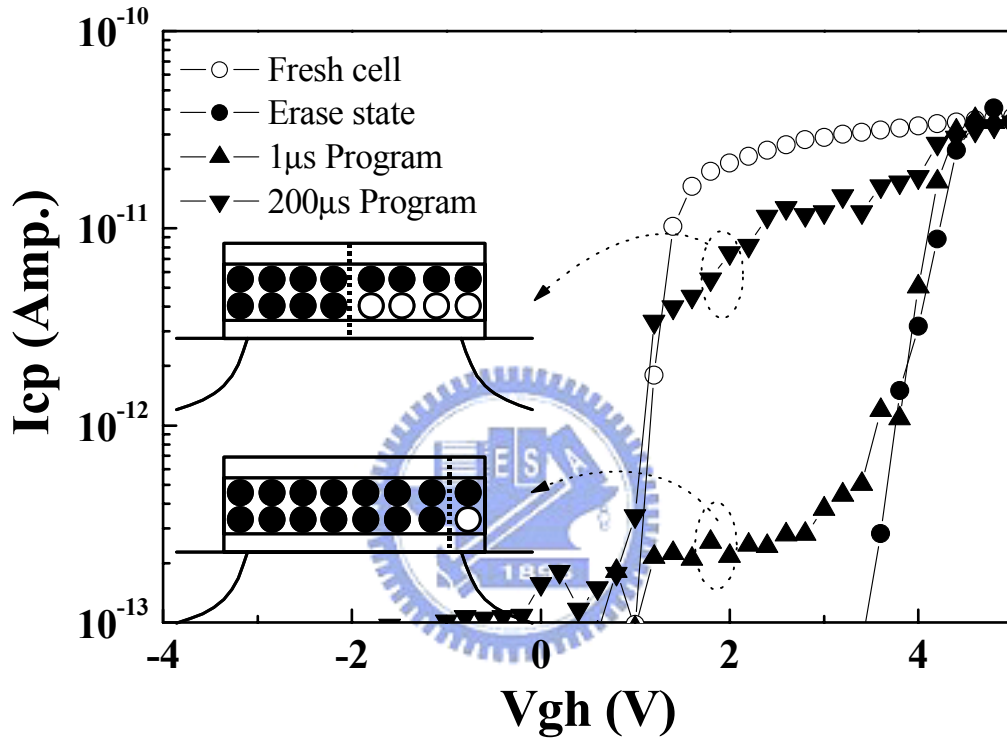 10⁻¹⁰
10⁻¹¹
10⁻¹²
10⁻¹³
Icp (Amp.)
Fresh cell
Erase state
1µs Program
200µs Program
E S A
1896
-4 -2 0 2 4
Vgh (V)